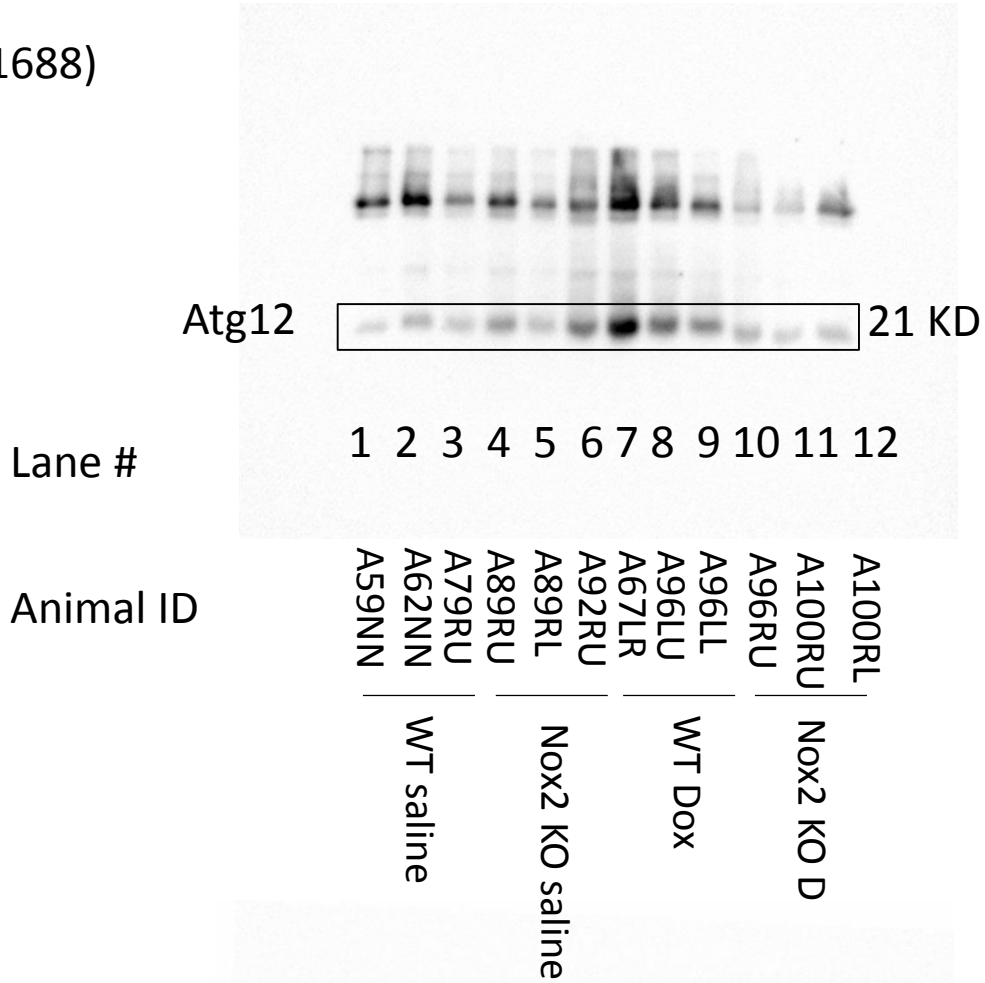 1688)
Atg12
21 KD
Lane #
1 2 3 4 5 6 7 8 9 10 11 12
Animal ID
A59NN
A62NN
A79RU
A89RU
A89RL
A92RU
A67LR
A96LU
A96LL
A96RU
A100RU
A100RL
WT saline
Nox2 KO saline
WT Dox
Nox2 KO D